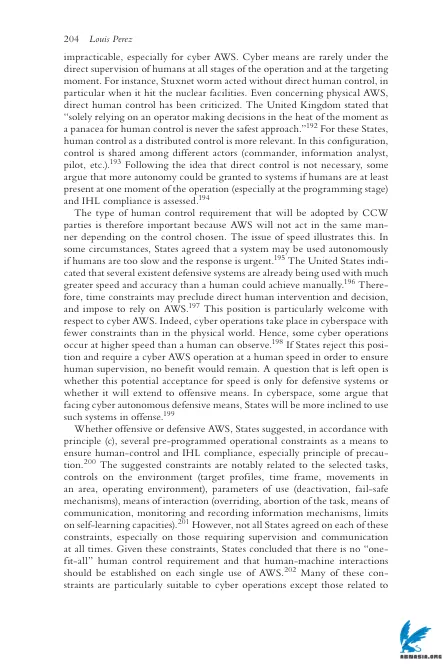 204 Louis Perez
impracticable, especially for cyber AWS. Cyber means are rarely under the
direct supervision of humans at all stages of the operation and at the targeting
moment. For instance, Stuxnet worm acted without direct human control, in
particular when it hit the nuclear facilities. Even concerning physical AWS,
direct human control has been criticized. The United Kingdom stated that
“solely relying on an operator making decisions in the heat of the moment as
a panacea for human control is never the safest approach.”192 For these States,
human control as a distributed control is more relevant. In this configuration,
control is shared among different actors (commander, information analyst,
pilot, etc.).193 Following the idea that direct control is not necessary, some
argue that more autonomy could be granted to systems if humans are at least
present at one moment of the operation (especially at the programming stage)
and IHL compliance is assessed.194
The type of human control requirement that will be adopted by CCW
parties is therefore important because AWS will not act in the same man-
ner depending on the control chosen. The issue of speed illustrates this. In
some circumstances, States agreed that a system may be used autonomously
if humans are too slow and the response is urgent.195 The United States indi-
cated that several existent defensive systems are already being used with much
greater speed and accuracy than a human could achieve manually.196 There-
fore, time constraints may preclude direct human intervention and decision,
and impose to rely on AWS.197 This position is particularly welcome with
respect to cyber AWS. Indeed, cyber operations take place in cyberspace with
fewer constraints than in the physical world. Hence, some cyber operations
occur at higher speed than a human can observe.198 If States reject this posi-
tion and require a cyber AWS operation at a human speed in order to ensure
human supervision, no benefit would remain. A question that is left open is
whether this potential acceptance for speed is only for defensive systems or
whether it will extend to offensive means. In cyberspace, some argue that
facing cyber autonomous defensive means, States will be more inclined to use
such systems in offense.199
Whether offensive or defensive AWS, States suggested, in accordance with
principle (c), several pre-programmed operational constraints as a means to
ensure human-control and IHL compliance, especially principle of precau-
tion.200 The suggested constraints are notably related to the selected tasks,
controls on the environment (target profiles, time frame, movements in
an area, operating environment), parameters of use (deactivation, fail-safe
mechanisms), means of interaction (overriding, abortion of the task, means of
communication, monitoring and recording information mechanisms, limits
on self-learning capacities).201 However, not all States agreed on each of these
constraints, especially on those requiring supervision and communication
at all times. Given these constraints, States concluded that there is no “one-
fit-all” human control requirement and that human-machine interactions
should be established on each single use of AWS.202 Many of these con-
straints are particularly suitable to cyber operations except those related to